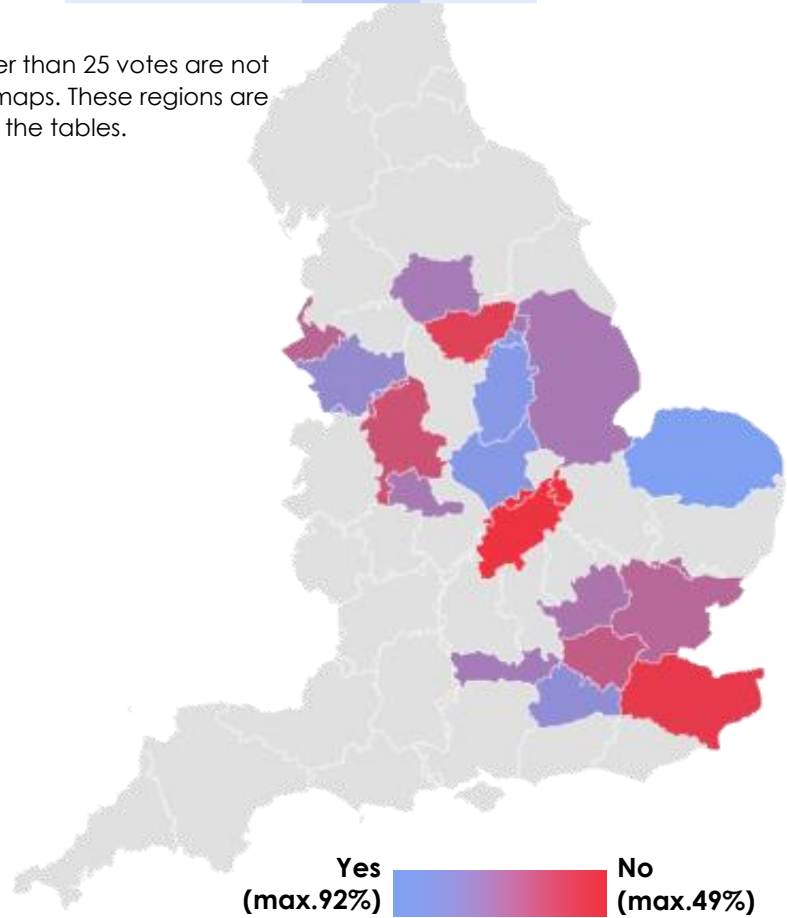 er than 25 votes are not
maps. These regions are
the tables.
Yes
(max.92%)
No
(max.49%)